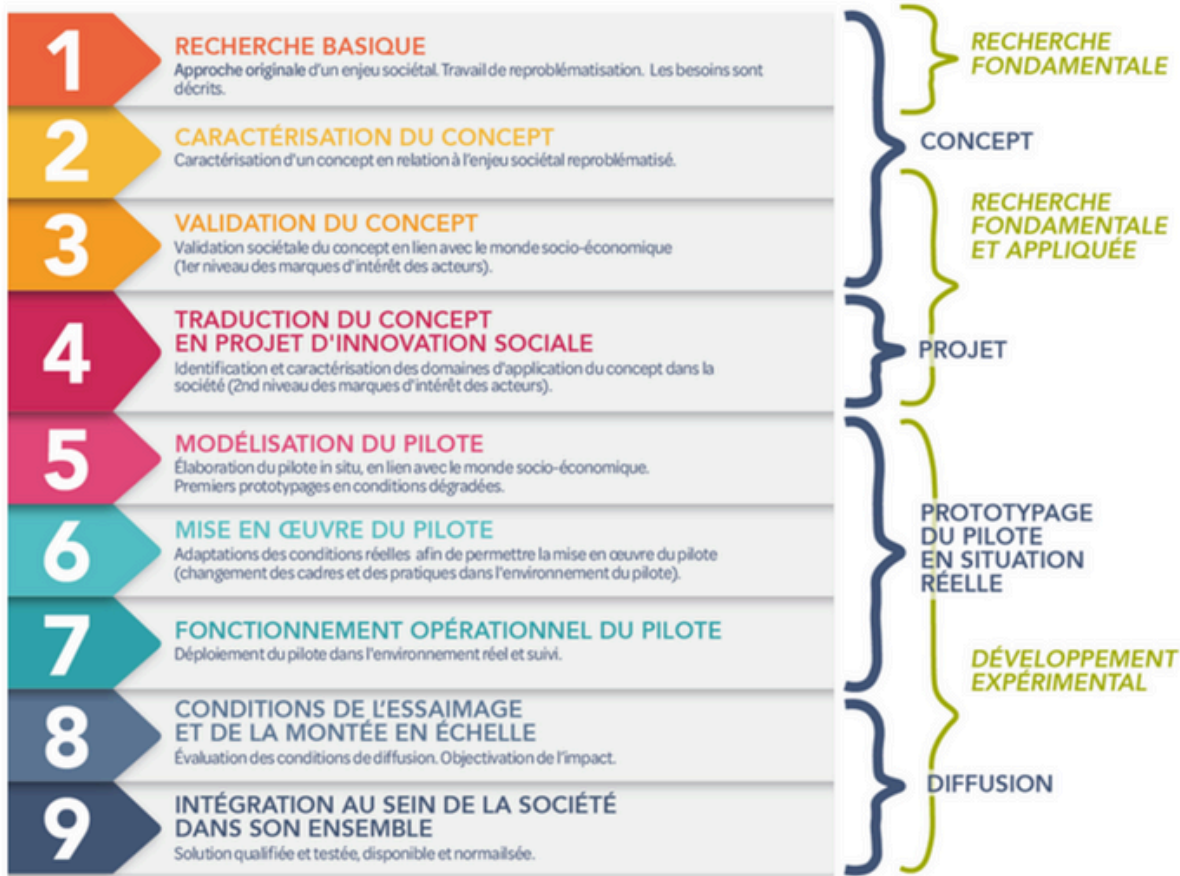 1
RECHERCHE BASIQUE
Approche originale d'un enjeu sociétal. Travail de reproblématisation. Les besoins sont
décrits.
2
CARACTÉRISATION DU CONCEPT
Caractérisation d'un concept en relation à l'enjeu sociétal reproblématisé.
3
VALIDATION DU CONCEPT
Validation sociétale du concept en lien avec le monde socio-économique
(1er niveau des marques d'intérêt des acteurs).
4
TRADUCTION DU CONCEPT
EN PROJET D'INNOVATION SOCIALE
Identification et caractérisation des domaines d'application du concept dans la
société (2nd niveau des marques d'intérêt des acteurs).
5
MODÉLISATION DU PILOTE
Élaboration du pilote in situ, en lien avec le monde socio-économique.
Premiers prototypages en conditions dégradées.
6
MISE EN ŒUVRE DU PILOTE
Adaptations des conditions réelles afin de permettre la mise en œuvre du pilote
(changement des cadres et des pratiques dans l'environnement du pilote).
7
FONCTIONNEMENT OPÉRATIONNEL DU PILOTE
Déploiement du pilote dans l'environnement réel et suivi.
8
CONDITIONS DE L'ESSAIMAGE
ET DE LA MONTÉE EN ÉCHELLE
Évaluation des conditions de diffusion. Objectivation de l'impact.
9
INTÉGRATION AU SEIN DE LA SOCIÉTÉ
DANS SON ENSEMBLE
Solution qualifiée et testée, disponible et normailsée.
RECHERCHE
FONDAMENTALE
CONCEPT
RECHERCHE
FONDAMENTALE
ET APPLIQUÉE
PROJET
PROTOTYPAGE
DU PILOTE
EN SITUATION
RÉELLE
DÉVELOPPEMENT
EXPÉRIMENTAL
DIFFUSION